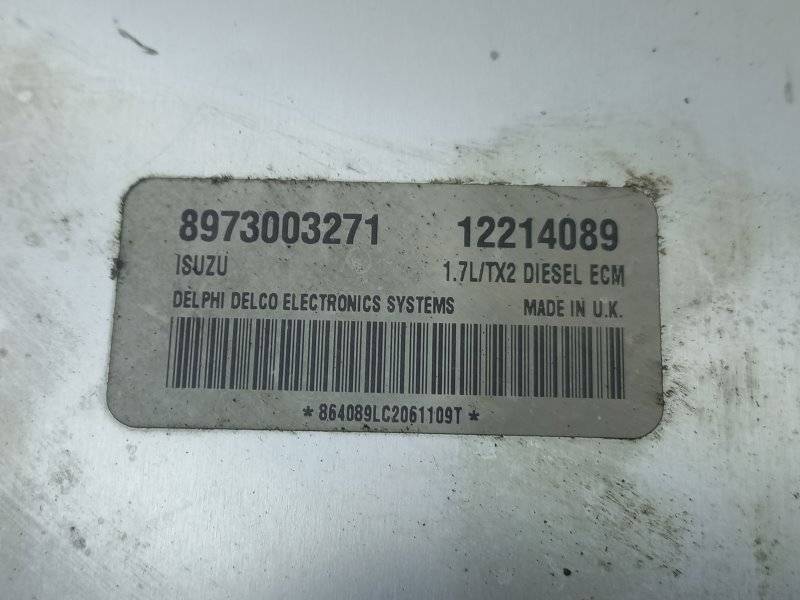 8973003271 12214089
ISUZU 1.7L/TX2 DIESEL ECM
DELPHI DELCO ELECTRONICS SYSTEMS MADE IN U.K.
*864089LC2061109T*